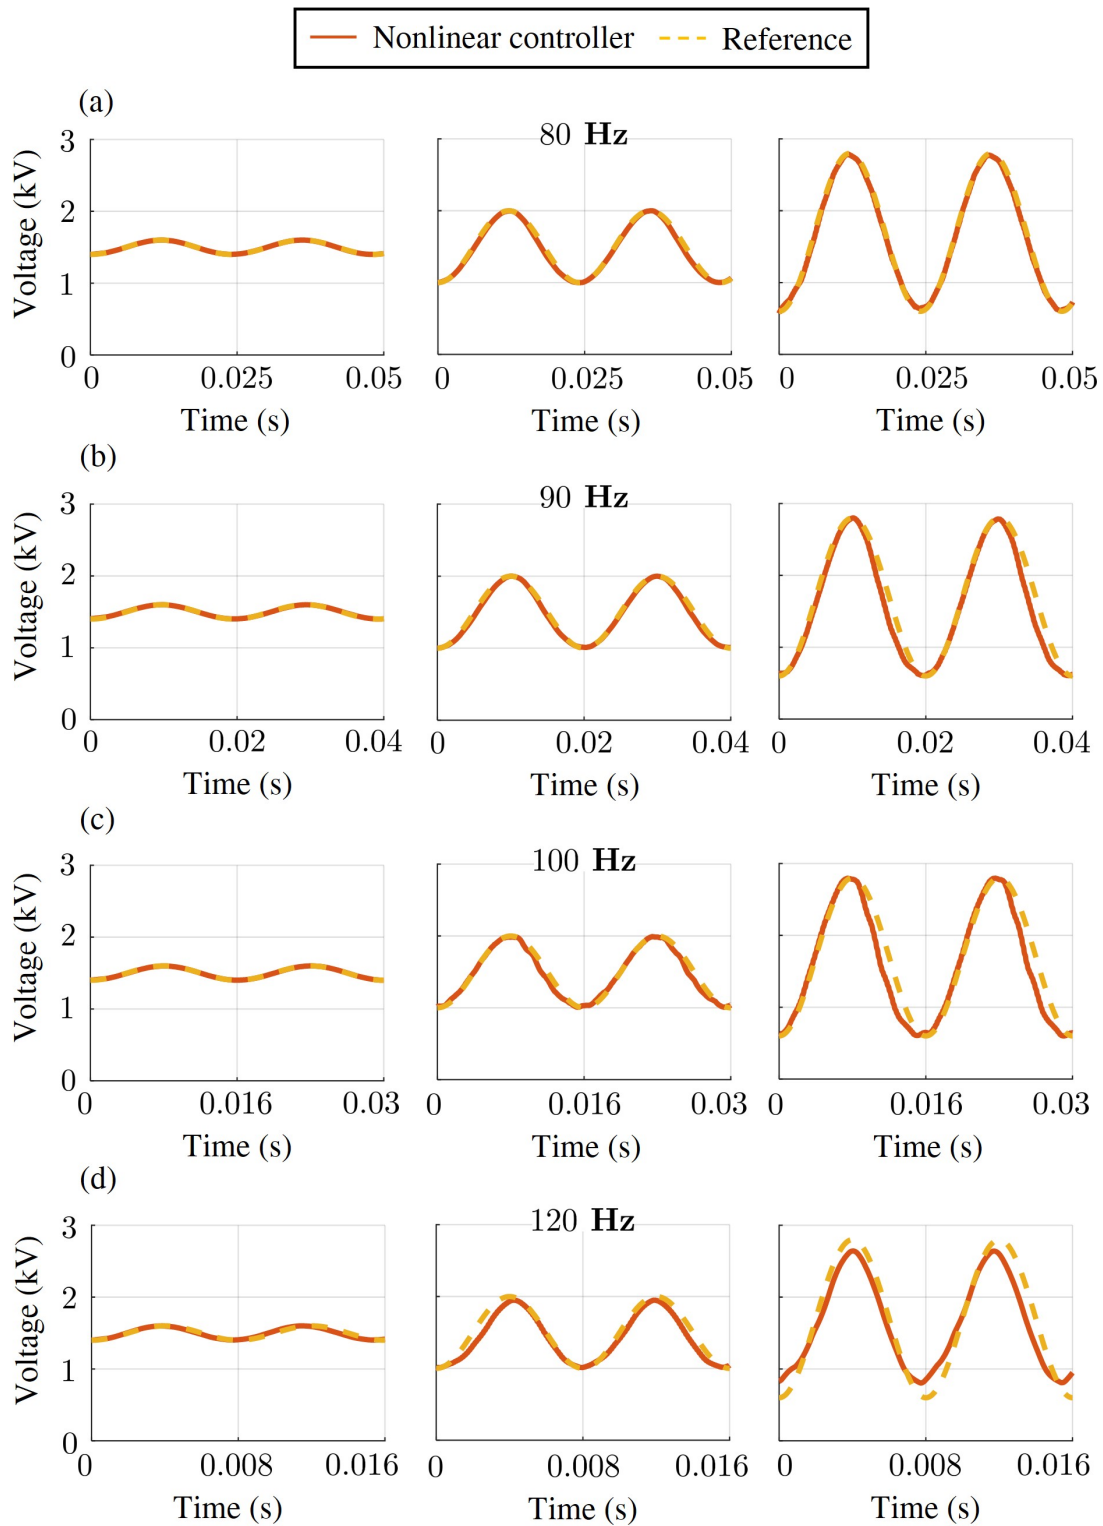 Nonlinear controller Reference
(a)
80 Hz
Voltage (kV)
3
2
1
0
0 0.025 0.05 0 0.025 0.05 0 0.025 0.05
Time (s) Time (s) Time (s)
(b)
90 Hz
Voltage (kV)
3
2
1
0
0 0.02 0.04 0 0.02 0.04 0 0.02 0.04
Time (s) Time (s) Time (s)
(c)
100 Hz
Voltage (kV)
3
2
1
0
0 0.016 0.03 0 0.016 0.03 0 0.016 0.03
Time (s) Time (s) Time (s)
(d)
120 Hz
Voltage (kV)
3
2
1
0
0 0.008 0.016 0 0.008 0.016 0 0.008 0.016
Time (s) Time (s) Time (s)